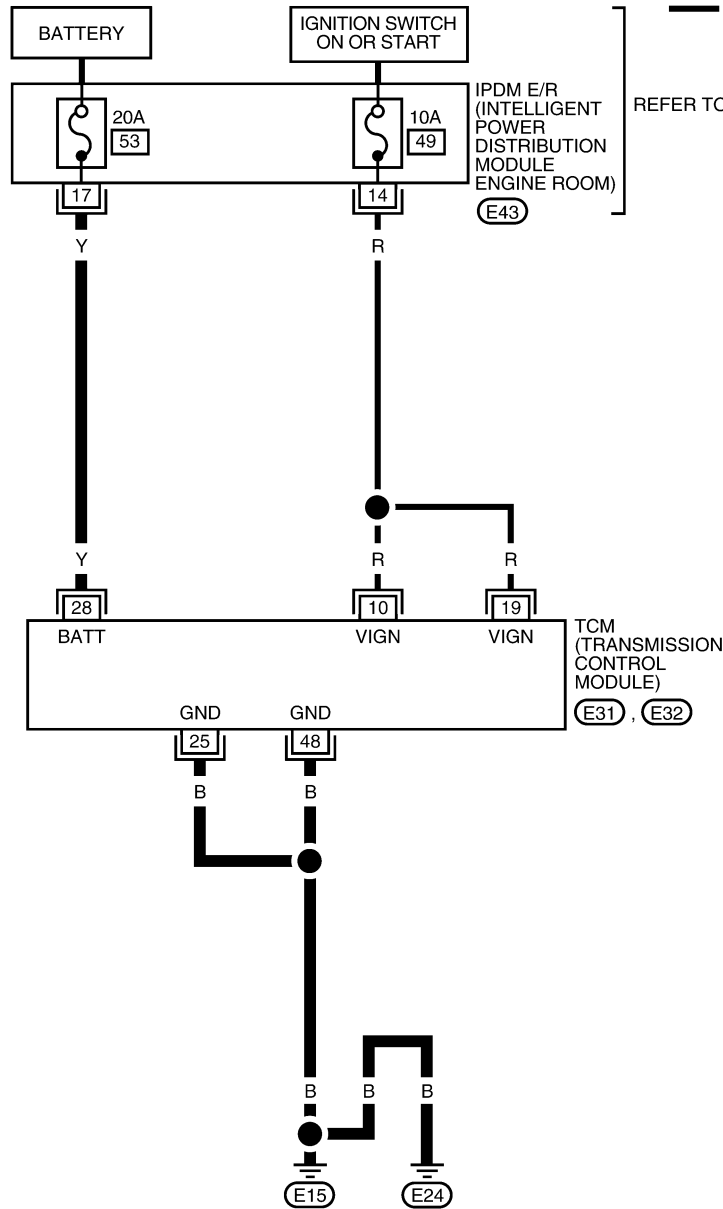 BATTERY
IGNITION SWITCH
ON OR START
20A
53
10A
49
IPDM E/R
(INTELLIGENT
POWER
DISTRIBUTION
MODULE
ENGINE ROOM)
E43
REFER TO
17
14
Y
R
Y
R
R
28
10
19
BATT
VIGN
VIGN
TCM
(TRANSMISSION
CONTROL
MODULE)
E31 , E32
GND
GND
25
48
B
B
B
B
B
E15
E24